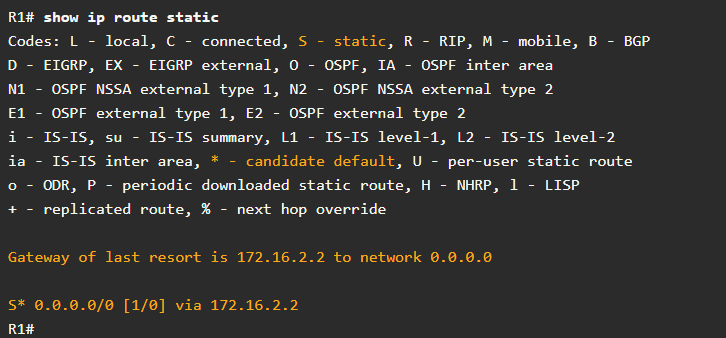 R1# show ip route static
Codes: L - local, C - connected, S - static, R - RIP, M - mobile, B - BGP
D - EIGRP, EX - EIGRP external, O - OSPF, IA - OSPF inter area
N1 - OSPF NSSA external type 1, N2 - OSPF NSSA external type 2
E1 - OSPF external type 1, E2 - OSPF external type 2
i - IS-IS, su - IS-IS summary, L1 - IS-IS level-1, L2 - IS-IS level-2
ia - IS-IS inter area, * - candidate default, U - per-user static route
o - ODR, P - periodic downloaded static route, H - NHRP, l - LISP
+ - replicated route, % - next hop override
Gateway of last resort is 172.16.2.2 to network 0.0.0.0
S* 0.0.0.0/0 [1/0] via 172.16.2.2
R1#